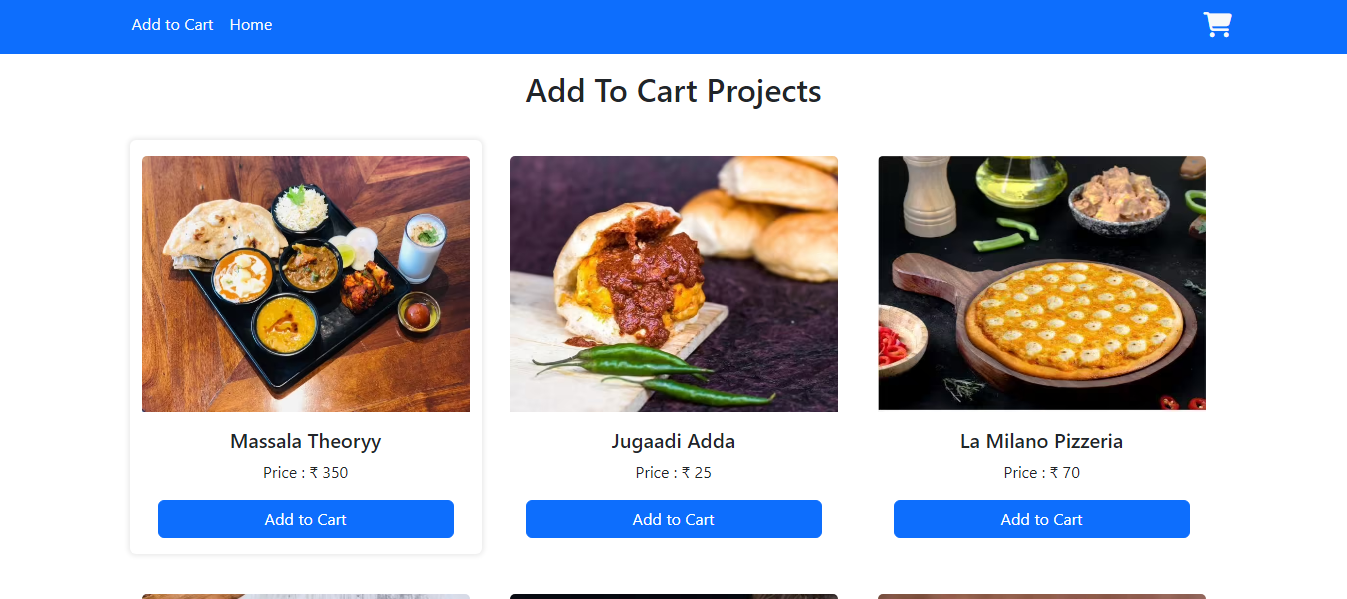 Add to Cart Home
Add To Cart Projects
Massala Theoryy
Price : ₹ 350
Add to Cart
Jugaadi Adda
Price : ₹ 25
Add to Cart
La Milano Pizzeria
Price : ₹ 70
Add to Cart